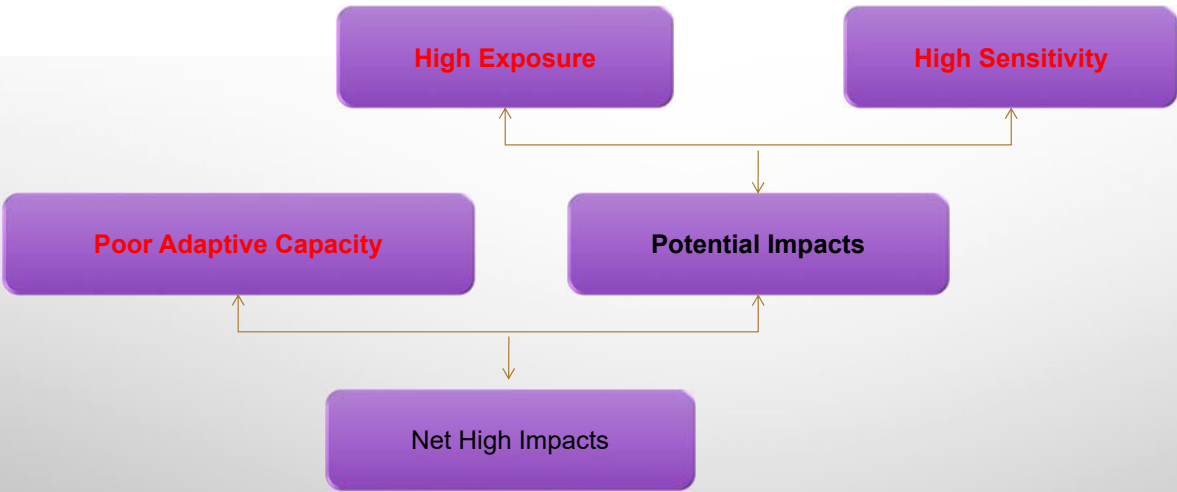 High Exposure
High Sensitivity
Poor Adaptive Capacity
Potential Impacts
Net High Impacts